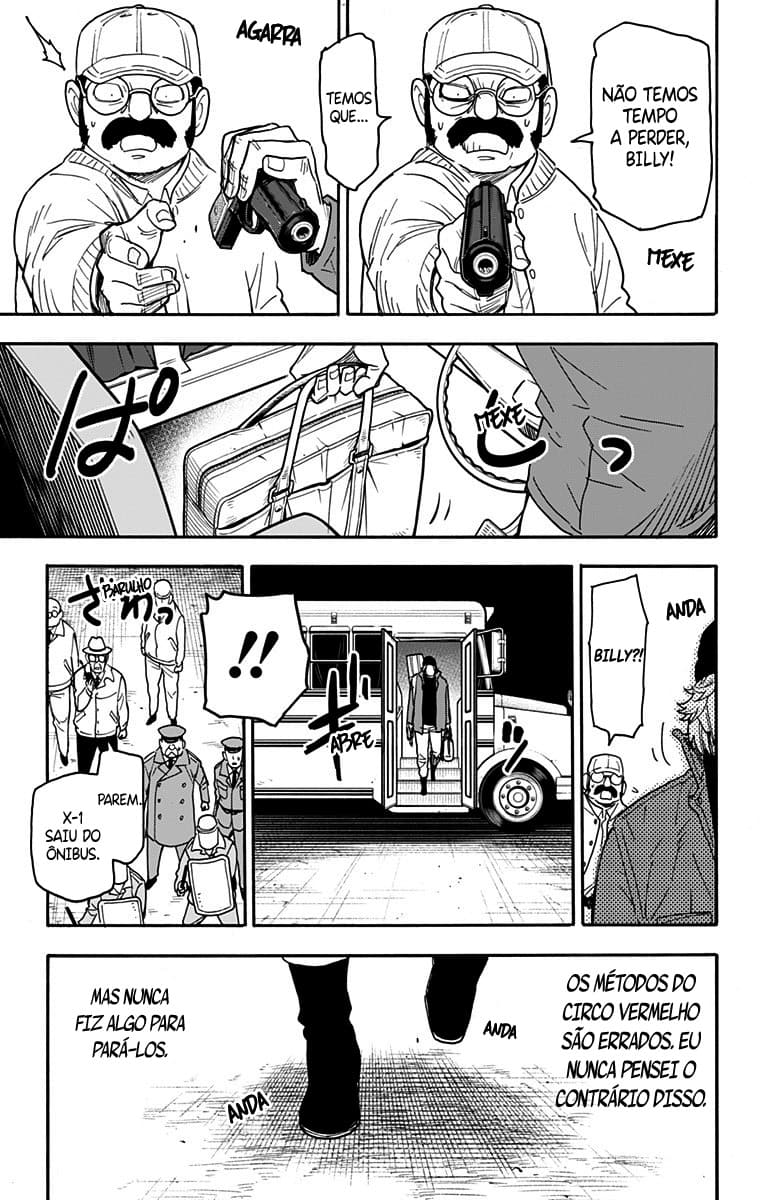 NÃO TEMOS
TEMPO
A PERDER,
BILLY!
MEXE
AGARRA
TEMOS
QUE...
MEXE
ぱ
ANDA
BILLY?!
!!
ABRE
BARULHO
ざわっ
PAREM.
X-1
SAIU DO
ÔNIBUS.
OS MÉTODOS DO
CIRCO VERMELHO
SÃO ERRADOS. EU
NUNCA PENSEI O
CONTRÁRIO DISSO.
ANDA
MAS NUNCA
FIZ ALGO PARA
PARÁ-LOS.
ANDA